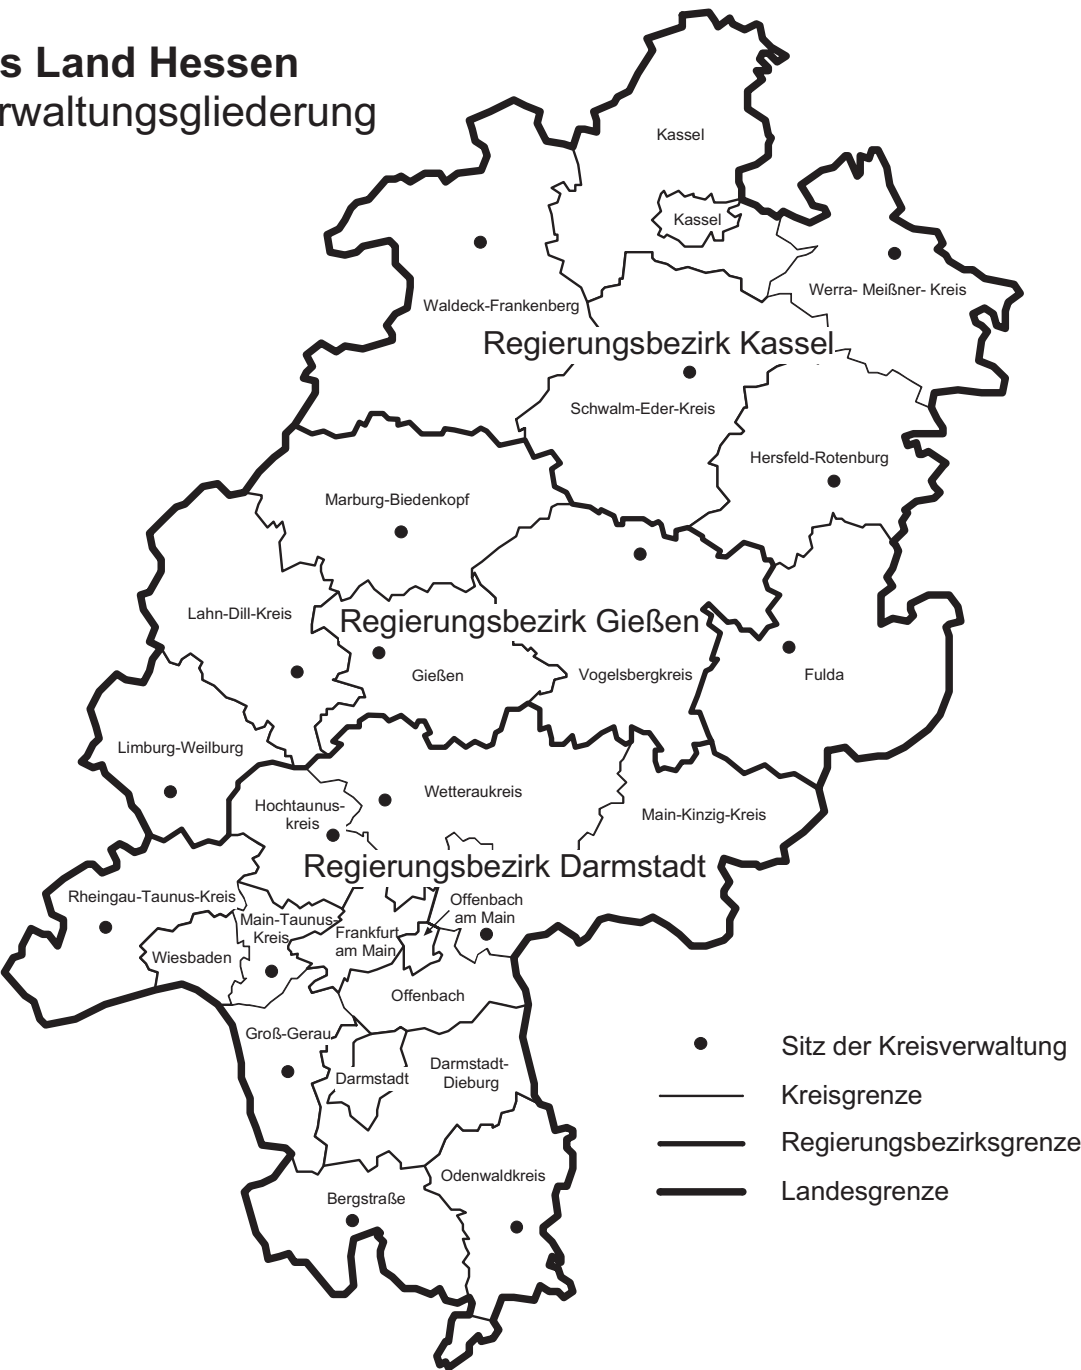 s Land Hessen
rwaltungsgliederung
Kassel
Kassel
Werra- Meißner- Kreis
Waldeck-Frankenberg
Regierungsbezirk Kassel
Schwalm-Eder-Kreis
Hersfeld-Rotenburg
Marburg-Biedenkopf
Lahn-Dill-Kreis
Regierungsbezirk Gießen
Gießen
Vogelsbergkreis
Fulda
Limburg-Weilburg
Wetteraukreis
Hochtaunus-
kreis
Main-Kinzig-Kreis
Regierungsbezirk Darmstadt
Rheingau-Taunus-Kreis
Offenbach
am Main
Main-Taunus-
Kreis
Frankfurt
am Main
Wiesbaden
Offenbach
Groß-Gerau
Darmstadt
Darmstadt-
Dieburg
Odenwaldkreis
Bergstraße
Sitz der Kreisverwaltung
Kreisgrenze
Regierungsbezirksgrenze
Landesgrenze